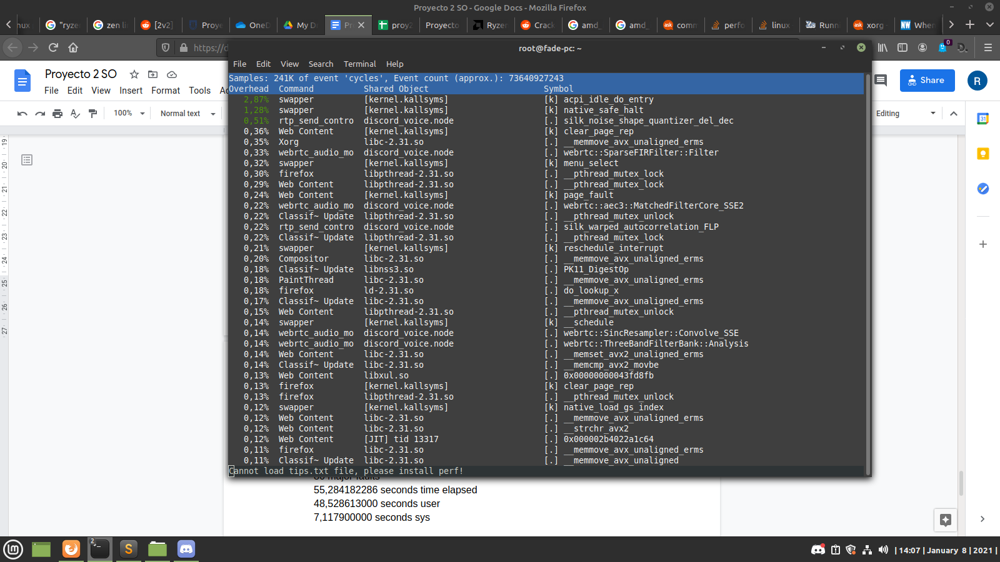 Proyecto 2 SO - Google Docs - Mozilla Firefox
nux "ryze zen li [2v2] Proye OneD My Dr Pr proy2 Proyecto Ryzer Crack amd_ amd_ comm perfo linux Runni xorg - When
https://d
0
root@fade-pc: ~
File Edit View Search Terminal Help
Proyecto 2 SO
Share
R
File Edit View Insert Format Tools Ad
100% Normal text
Editing
Samples: 241K of event 'cycles', Event count (approx.): 73640927243
Overhead Command Shared Object Symbol
2,87% swapper [kernel.kallsyms] [k] acpi_idle_do_entry
1,28% swapper [kernel.kallsyms] [k] native_safe_halt
0,51% rtp_send_contro discord_voice.node [.] silk_noise_shape_quantizer_del_dec
0,36% Web Content [kernel.kallsyms] [k] clear_page_rep
0,35% Xorg libc-2.31.so [.] __memmove_avx_unaligned_erms
0,33% webrtc_audio_mo discord_voice.node [.] webrtc::SparseFIRFilter::Filter
0,32% swapper [kernel.kallsyms] [k] menu_select
0,30% firefox libpthread-2.31.so [.] __pthread_mutex_lock
0,29% Web Content libpthread-2.31.so [.] __pthread_mutex_lock
0,24% Web Content [kernel.kallsyms] [k] page_fault
0,22% webrtc_audio_mo discord_voice.node [.] webrtc::aec3::MatchedFilterCore_SSE2
0,22% Classif~ Update libpthread-2.31.so [.] __pthread_mutex_unlock
0,22% rtp_send_contro discord_voice.node [.] silk_warped_autocorrelation_FLP
0,22% Classif~ Update libpthread-2.31.so [.] __pthread_mutex_lock
0,21% swapper [kernel.kallsyms] [k] reschedule_interrupt
0,20% Compositor libc-2.31.so [.] __memmove_avx_unaligned_erms
0,18% Classif~ Update libnss3.so [.] PK11_DigestOp
0,18% PaintThread libc-2.31.so [.] __memmove_avx_unaligned_erms
0,18% firefox ld-2.31.so [.] do_lookup_x
0,17% Classif~ Update libc-2.31.so [.] __memmove_avx_unaligned_erms
0,15% Web Content libpthread-2.31.so [.] __pthread_mutex_unlock
0,14% swapper [kernel.kallsyms] [k] __schedule
0,14% webrtc_audio_mo discord_voice.node [.] webrtc::SincResampler::Convolve_SSE
0,14% webrtc_audio_mo discord_voice.node [.] webrtc::ThreeBandFilterBank::Analysis
0,14% Web Content libc-2.31.so [.] __memset_avx2_unaligned_erms
0,14% Classif~ Update libc-2.31.so [.] __memcmp_avx2_movbe
0,13% Web Content libxul.so [.] 0x00000000043fd8fb
0,13% firefox [kernel.kallsyms] [k] clear_page_rep
0,13% firefox libpthread-2.31.so [.] __pthread_mutex_unlock
0,12% swapper [kernel.kallsyms] [k] native_load_gs_index
0,12% Web Content libc-2.31.so [.] __memmove_avx_unaligned_erms
0,12% Web Content libc-2.31.so [.] __strchr_avx2
0,12% Web Content [JIT] tid 13317 [.] 0x000002b4022a1c64
0,11% firefox libc-2.31.so [.] __memmove_avx_unaligned_erms
0,11% Classif~ Update libc-2.31.so [.] __memmove_avx_unaligned
Cannot load tips.txt file, please install perf!
major faults
55,284182286 seconds time elapsed
48,528613000 seconds user
7,117900000 seconds sys
19
20
21
22
23
24
25
26
27
31
2
| 14:07 | January 8 | 2021 |